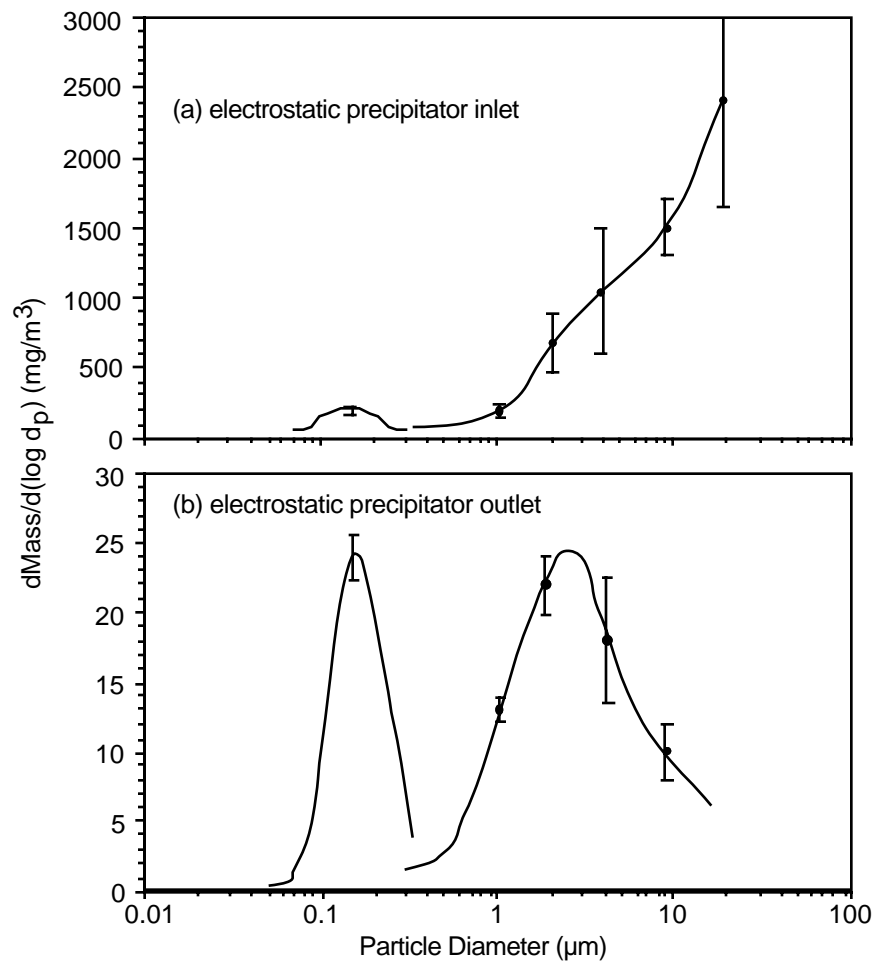 3000
2500
2000
1500
1000
500
0
(a) electrostatic precipitator inlet
dMass/d(log dp) (mg/m3)
30
25
20
15
10
5
0
(b) electrostatic precipitator outlet
0.01 0.1 1 10 100
Particle Diameter (µm)